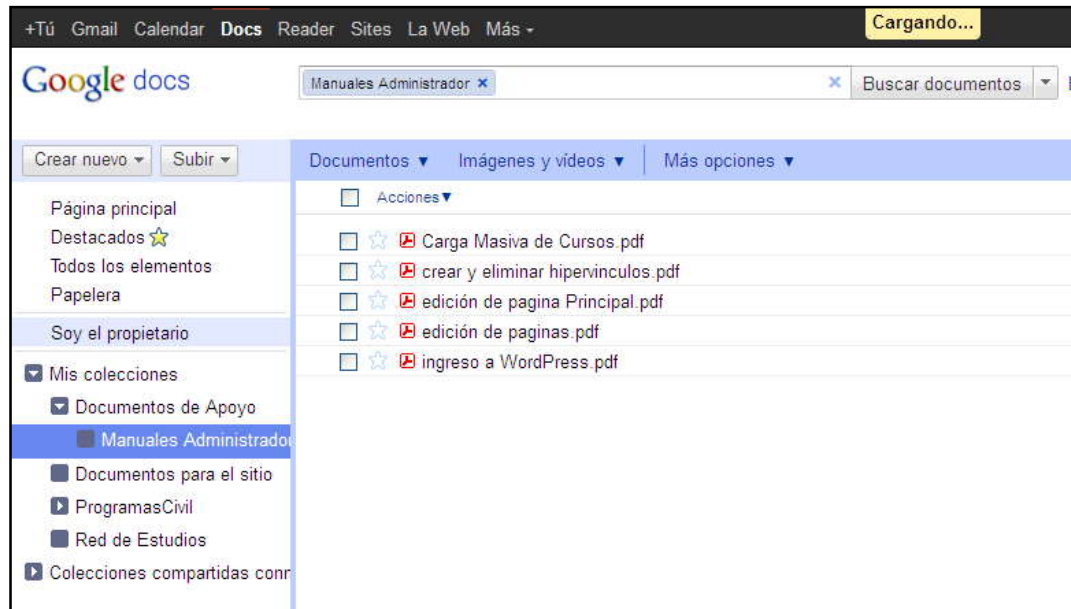 +Tú Gmail Calendar Docs Reader Sites La Web Más
Cargando...
Google docs
Manuales Administrador
Buscar documentos
Crear nuevo
Subir
Documentos
Imágenes y vídeos
Más opciones
Acciones
Página principal
Destacados
Todos los elementos
Papelera
Soy el propietario
Mis colecciones
Documentos de Apoyo
Manuales Administrador
Documentos para el sitio
ProgramasCivil
Red de Estudios
Colecciones compartidas conm
Carga Masiva de Cursos.pdf
crear y eliminar hipervinculos.pdf
edición de pagina Principal.pdf
edición de paginas.pdf
ingreso a WordPress.pdf